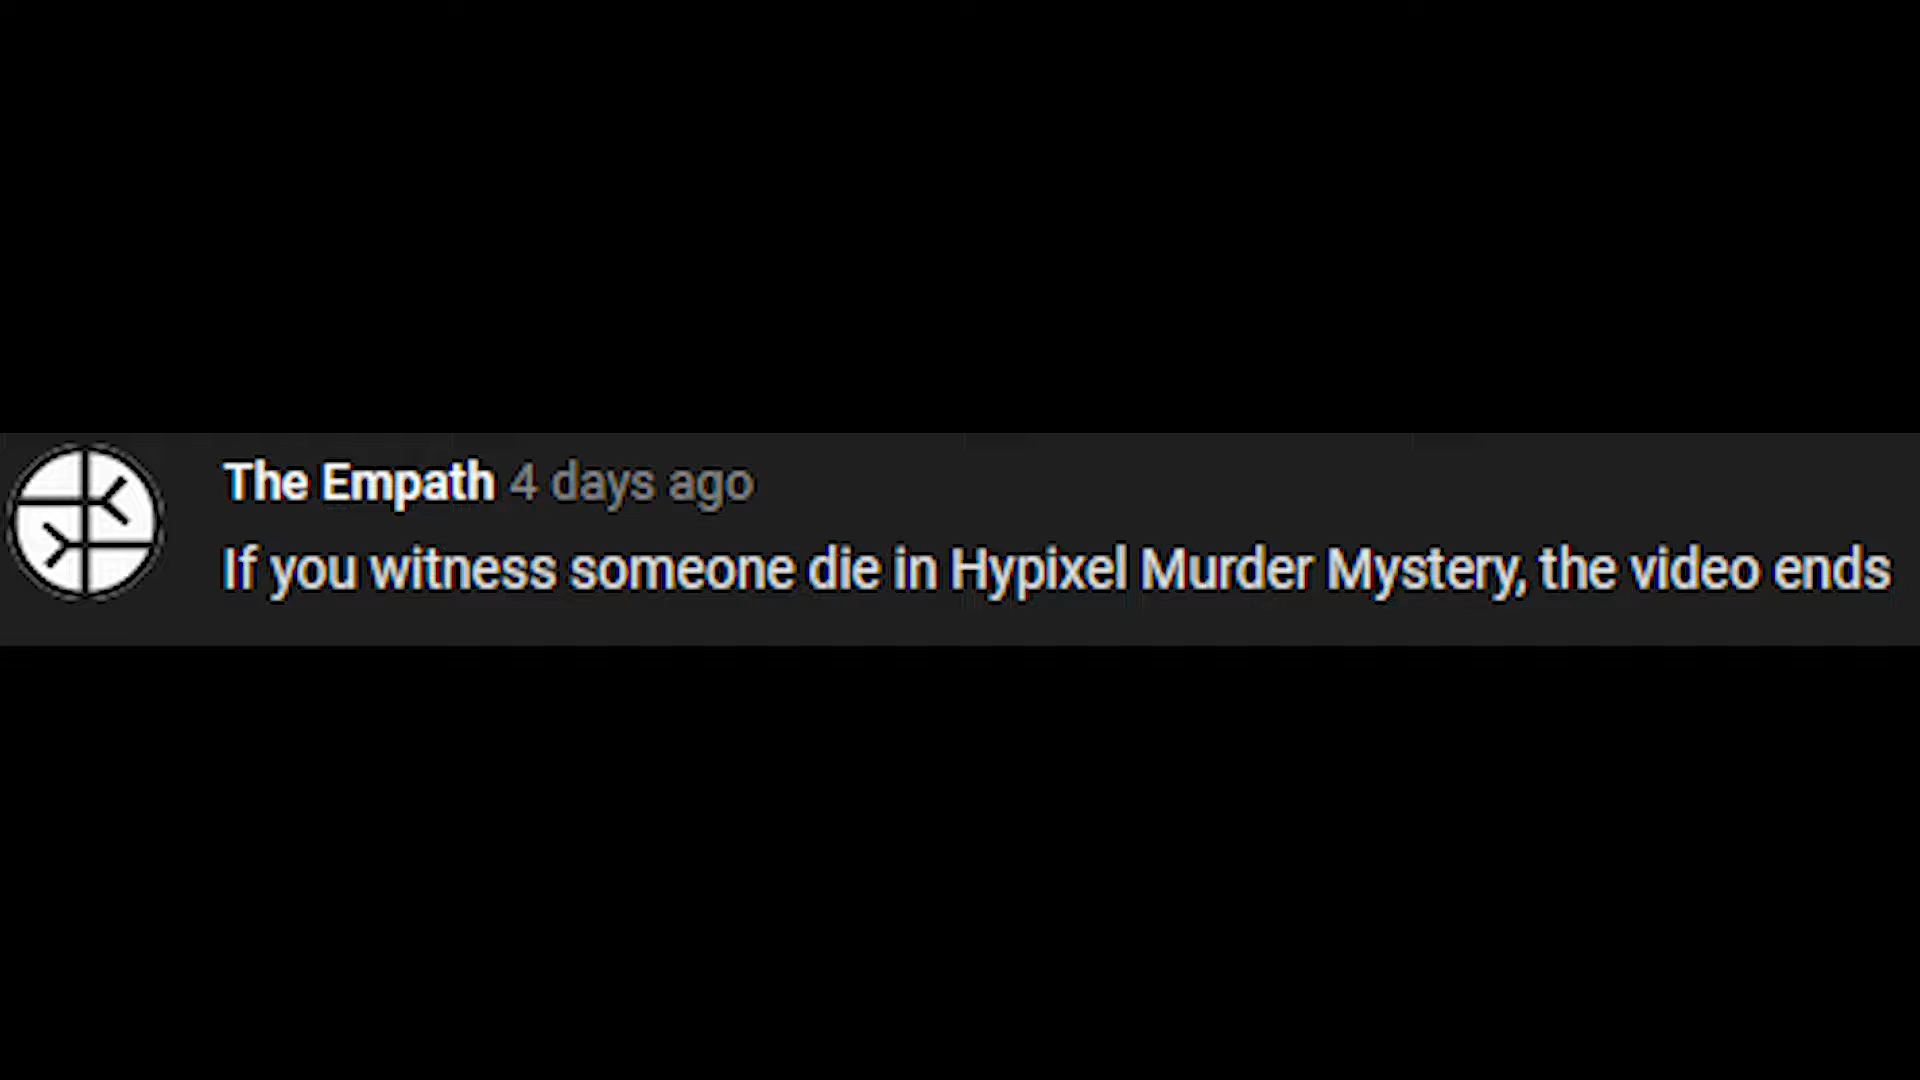 The Empath 4 days ago
If you witness someone die in Hypixel Murder Mystery, the video ends